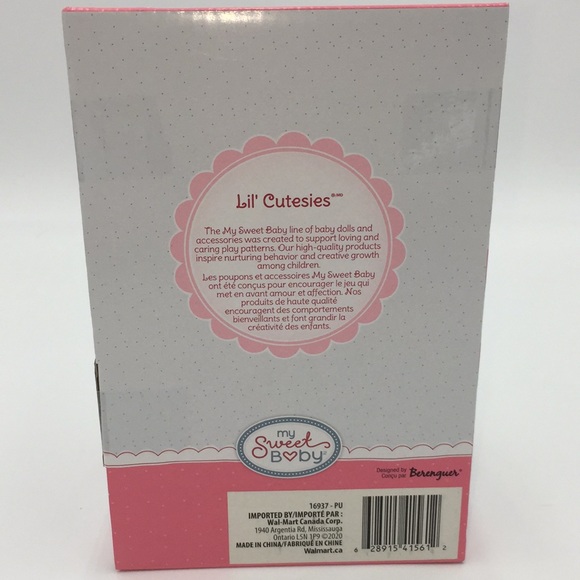 Lil' Cutesies
The My Sweet Baby line of baby dolls and
accessories was created to support loving and
caring play patterns. Our high-quality products
inspire nurturing behavior and creative growth
among children.
Les poupons et accessoires My Sweet Baby
ont été conçus pour encourager le jeu qui
met en avant amour et affection. Nos
produits de haute qualité
encouragent des comportements
bienveillants et font grandir la
créativité des enfants.
my
Sweet
Baby
Designed by
Conçu par
Berenguer
16937 - PU
IMPORTED BY/IMPORTÉ PAR :
Wal-Mart Canada Corp.
1940 Argentia Rd, Mississauga
Ontario L5N 1P9 ©2020
MADE IN CHINA/FABRIQUÉ EN CHINE
Walmart.ca
6 28915 41561 2